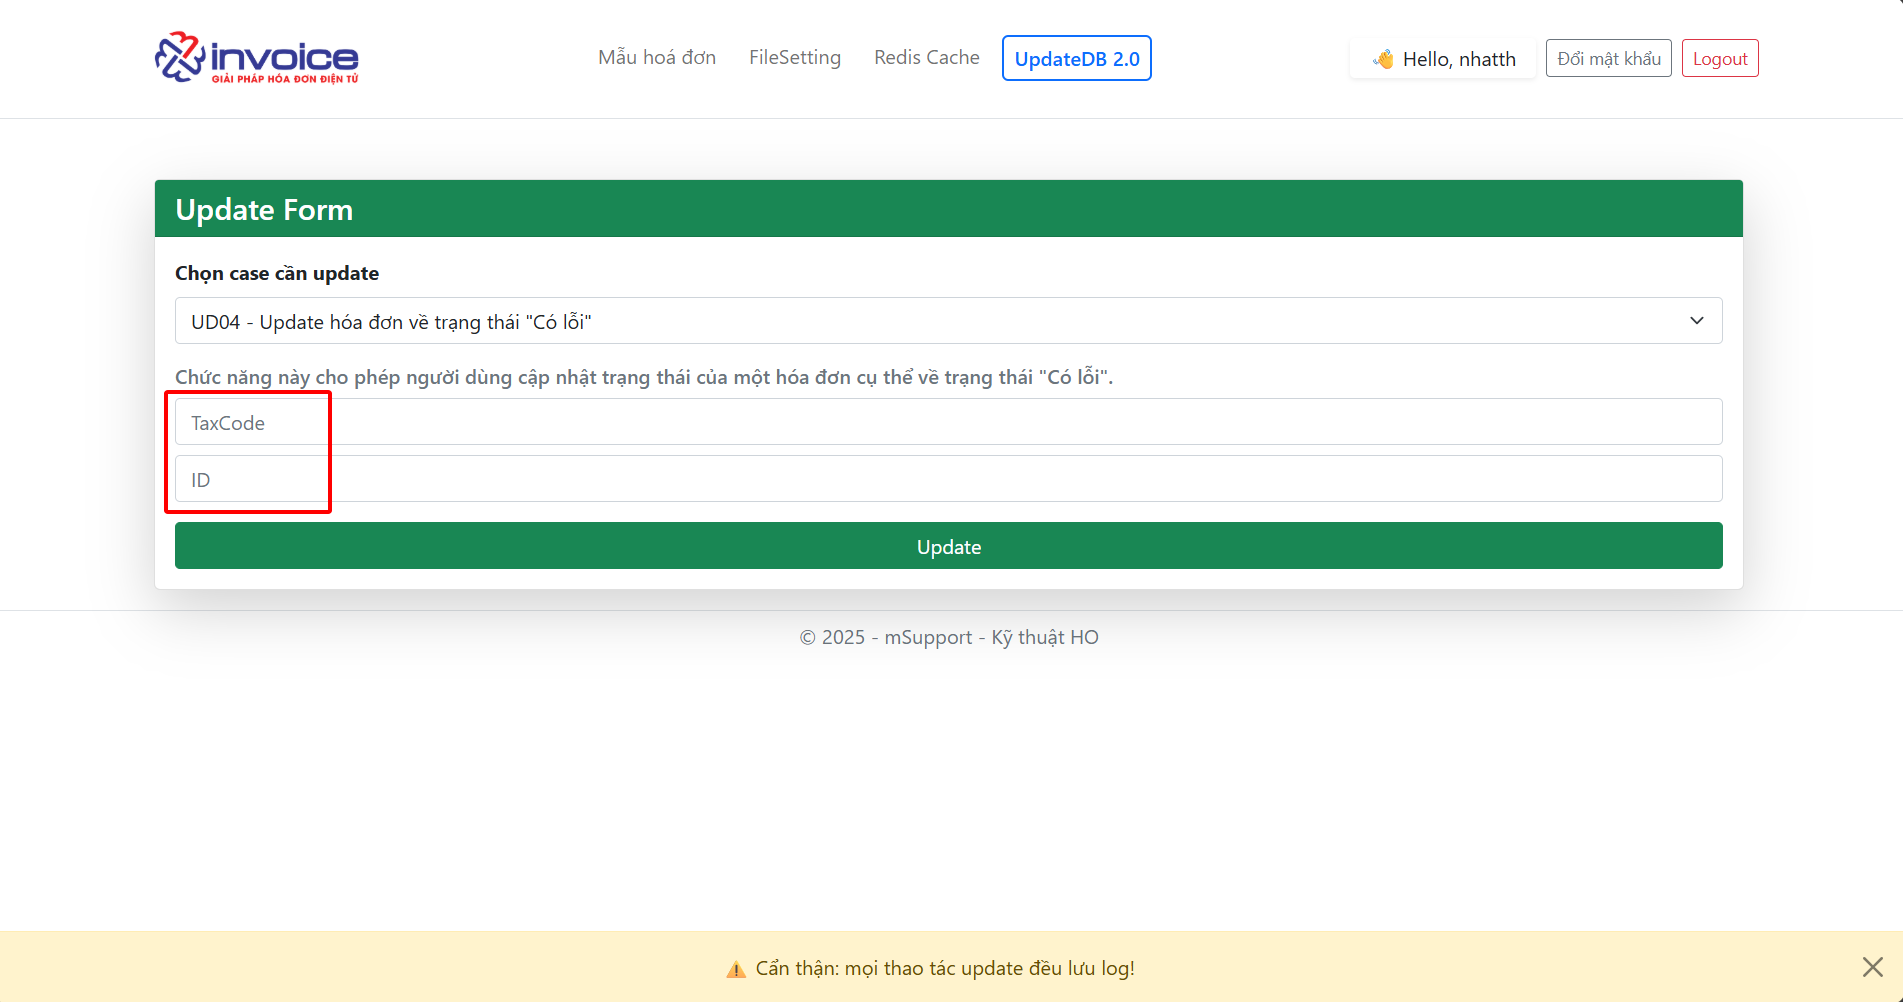 invoice
GIẢI PHÁP HÓA ĐƠN ĐIỆN TỬ
Mẫu hoá đơn
FileSetting
Redis Cache
UpdateDB 2.0
👋 Hello, nhatth
Đổi mật khẩu
Logout
Update Form
Chọn case cần update
UD04 - Update hóa đơn về trạng thái "Có lỗi"
Chức năng này cho phép người dùng cập nhật trạng thái của một hóa đơn cụ thể về trạng thái "Có lỗi".
TaxCode
ID
Update
© 2025 - mSupport - Kỹ thuật HO
⚠️ Cẩn thận: mọi thao tác update đều lưu log!